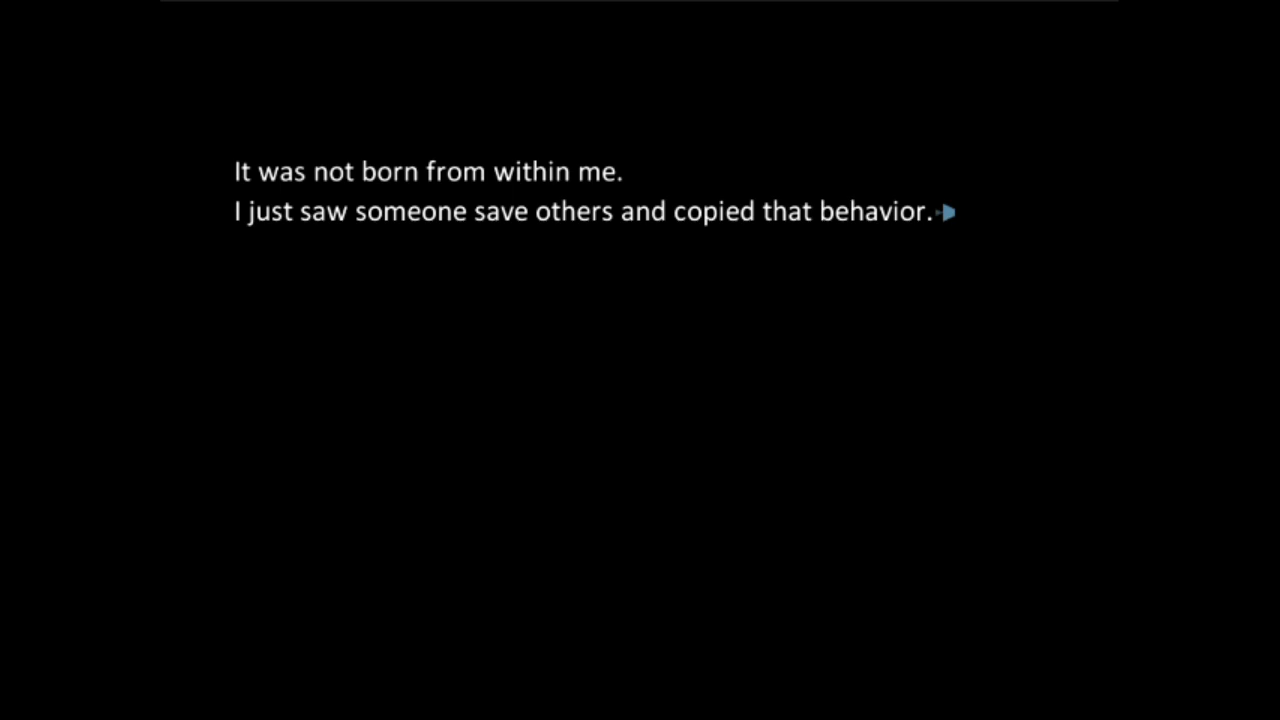 It was not born from within me.
I just saw someone save others and copied that behavior.